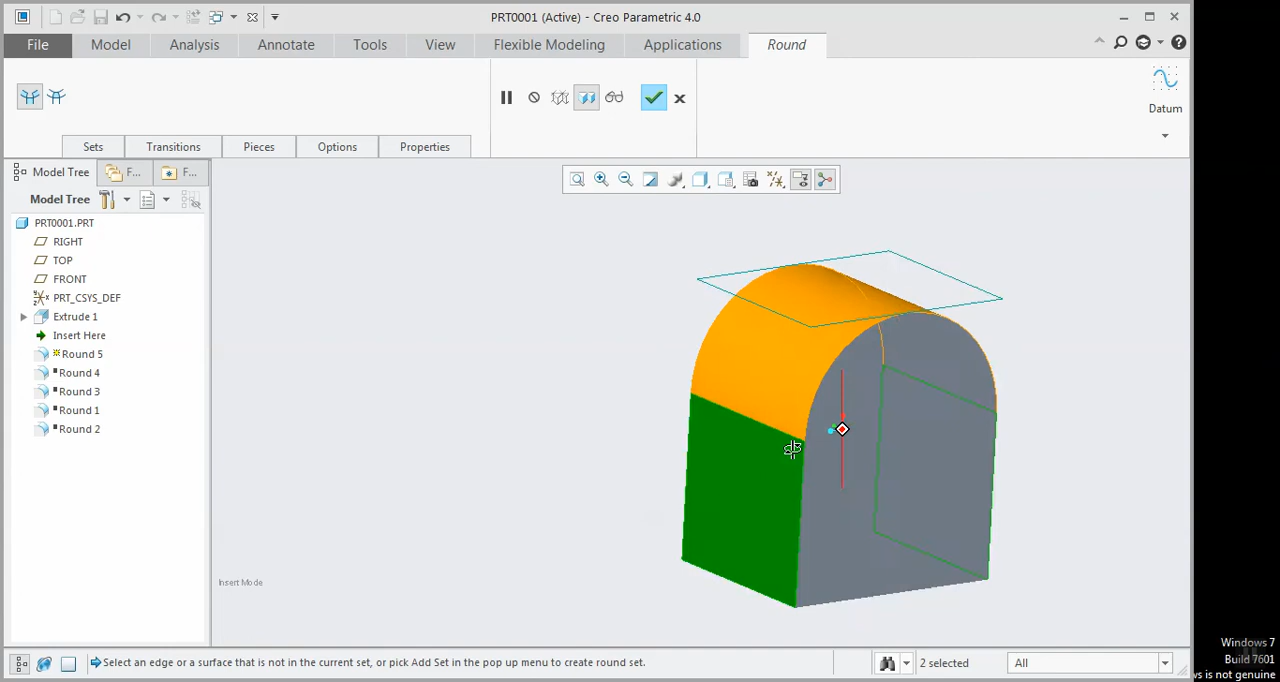 PRT0001 (Active) - Creo Parametric 4.0
File Model Analysis Annotate Tools View Flexible Modeling Applications Round
Datum
Sets Transitions Pieces Options Properties
Model Tree F... F...
Model Tree
PRT0001.PRT
RIGHT
TOP
FRONT
PRT_CSYS_DEF
Extrude 1
Insert Here
Round 5
Round 4
Round 3
Round 1
Round 2
Insert Mode
Select an edge or a surface that is not in the current set, or pick Add Set in the pop up menu to create round set.
2 selected
All
Windows 7
Build 7601
ws is not genuine